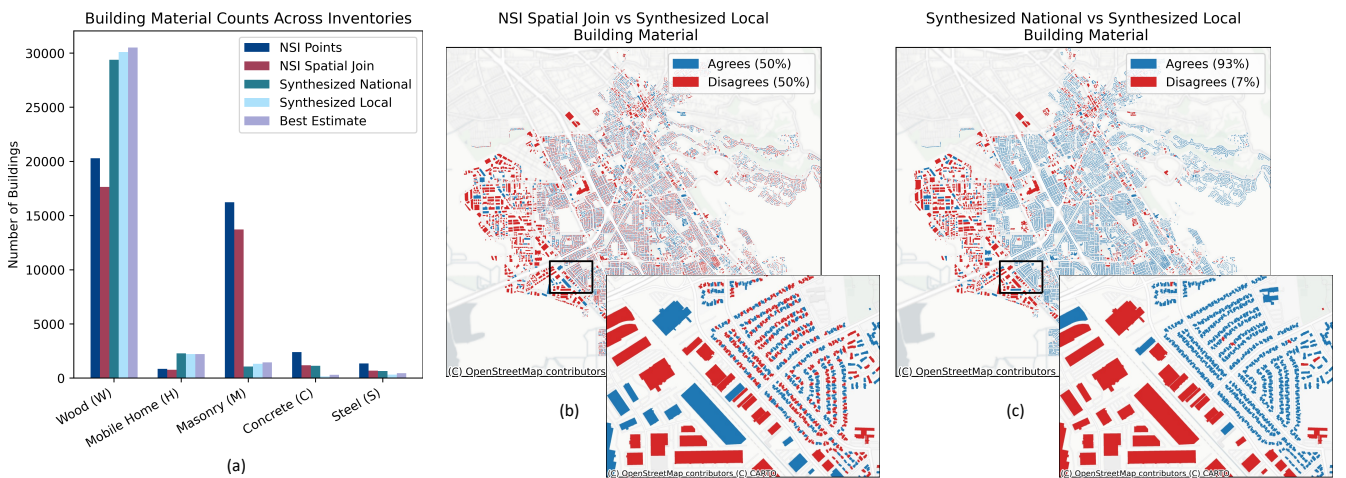 Building Material Counts Across Inventories
Number of Buildings
30000
25000
20000
15000
10000
5000
0
NSI Points
NSI Spatial Join
Synthesized National
Synthesized Local
Best Estimate
Wood (W)
Mobile Home (H)
Masonry (M)
Concrete (C)
Steel (S)
(a)
NSI Spatial Join vs Synthesized Local
Building Material
Agrees (50%)
Disagrees (50%)
(C) OpenStreetMap contributors
(C) OpenStreetMap contributors (C) CARTO
(b)
Synthesized National vs Synthesized Local
Building Material
Agrees (93%)
Disagrees (7%)
(C) OpenStreetMap contributors
(C) OpenStreetMap contributors (C) CARTO
(c)